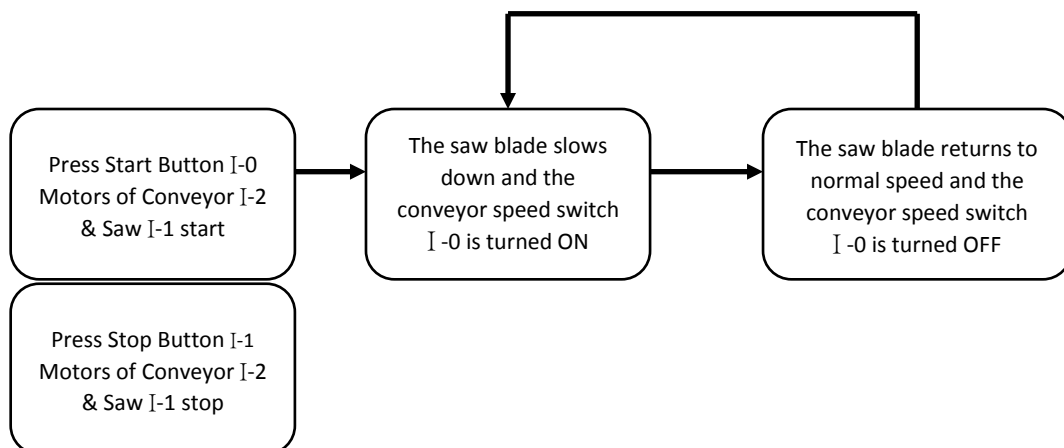 Press Start Button I-0
Motors of Conveyor I-2
& Saw I-1 start
The saw blade slows
down and the
conveyor speed switch
I -0 is turned ON
The saw blade returns to
normal speed and the
conveyor speed switch
I -0 is turned OFF
Press Stop Button I-1
Motors of Conveyor I-2
& Saw I-1 stop